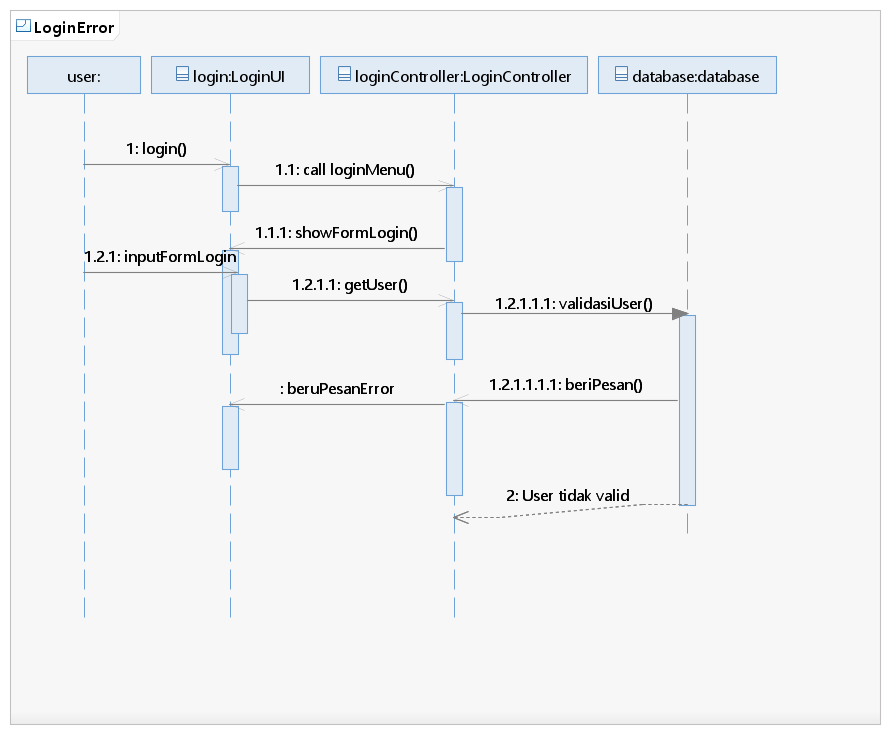 LoginError
user:
login:LoginUI
loginController:LoginController
database:database
1: login()
1.1: call loginMenu()
1.1.1: showFormLogin()
1.2.1: inputFormLogin
1.2.1.1: getUser()
1.2.1.1.1: validasiUser()
1.2.1.1.1.1: beriPesan()
: beruPesanError
2: User tidak valid